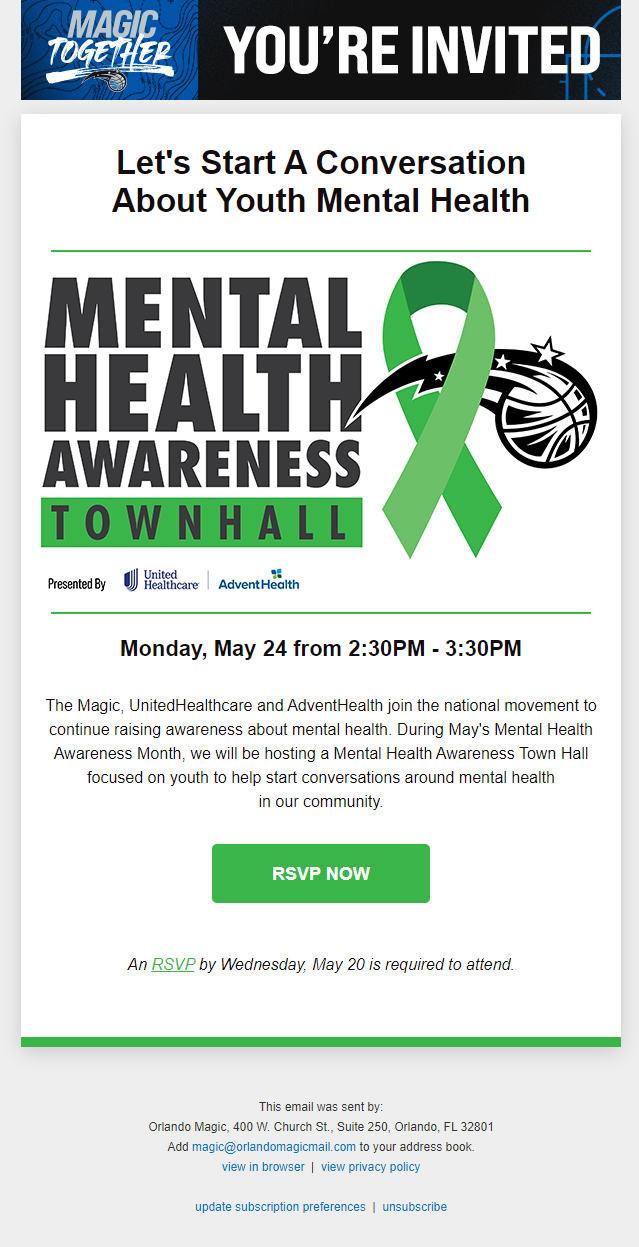 MAGIC
TOGETHER
YOU'RE INVITED
Let's Start A Conversation
About Youth Mental Health
MENTAL
HEALTH
AWARENESS
TOWNHALL
Presented By United Healthcare | AdventHealth
Monday, May 24 from 2:30PM - 3:30PM
The Magic, UnitedHealthcare and AdventHealth join the national movement to
continue raising awareness about mental health. During May's Mental Health
Awareness Month, we will be hosting a Mental Health Awareness Town Hall
focused on youth to help start conversations around mental health
in our community.
RSVP NOW
An RSVP by Wednesday, May 20 is required to attend.
This email was sent by:
Orlando Magic, 400 W. Church St., Suite 250, Orlando, FL 32801
Add magic@orlandomagicmail.com to your address book.
view in browser | view privacy policy
update subscription preferences | unsubscribe